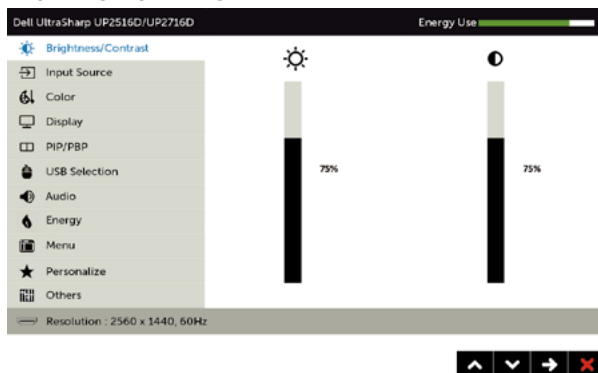 Dell UltraSharp UP2516D/UP2716D Energy Use
Brightness/Contrast
Input Source
Color
Display
PIP/PBP
USB Selection 75% 75%
Audio
Energy
Menu
Personalize
Others
Resolution : 2560 x 1440, 60Hz